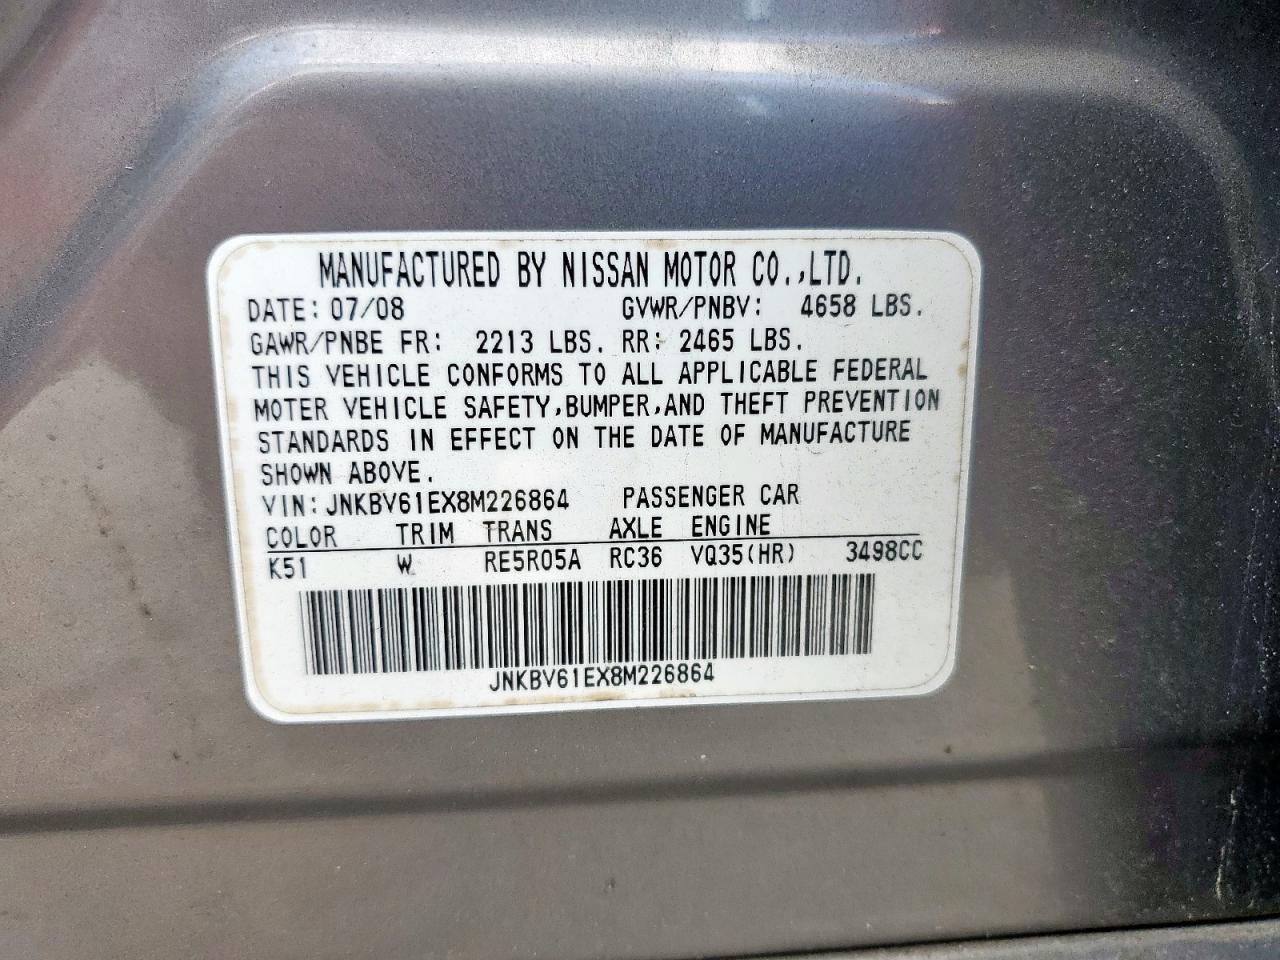 MANUFACTURED BY NISSAN MOTOR CO.,LTD.
DATE: 07/08 GVWR/PNBV: 4658 LBS.
GAWR/PNBE FR: 2213 LBS. RR: 2465 LBS.
THIS VEHICLE CONFORMS TO ALL APPLICABLE FEDERAL
MOTER VEHICLE SAFETY,BUMPER,AND THEFT PREVENTION
STANDARDS IN EFFECT ON THE DATE OF MANUFACTURE
SHOWN ABOVE.
VIN: JNKBV61EX8M226864 PASSENGER CAR
COLOR TRIM TRANS AXLE ENGINE
K51 W RE5R05A RC36 VQ35(HR) 3498CC
JNKBV61EX8M226864